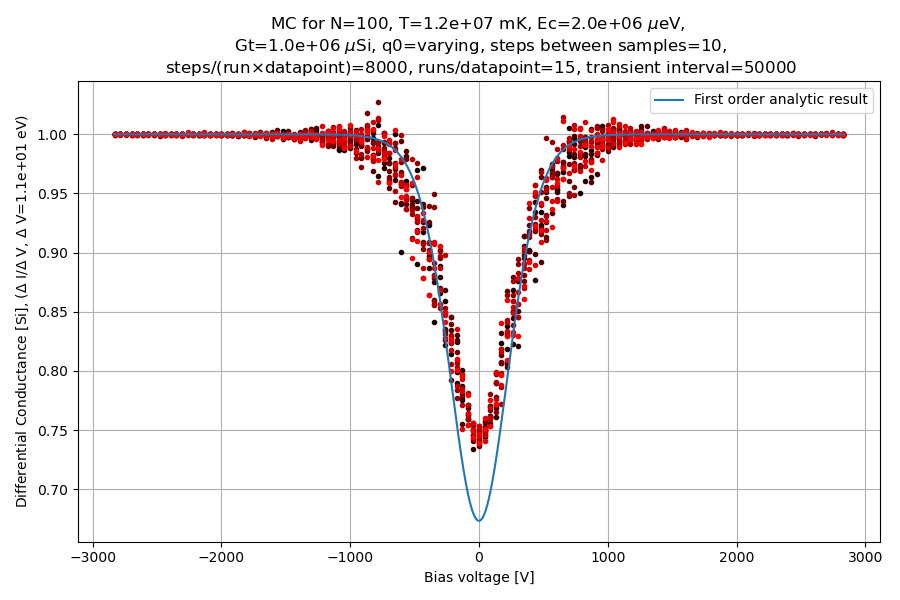 MC for N=100, T=1.2e+07 mK, Ec=2.0e+06 μeV,
Gt=1.0e+06 μSi, q0=varying, steps between samples=10,
steps/(run×datapoint)=8000, runs/datapoint=15, transient interval=50000
First order analytic result
Differential Conductance [Si], (Δ I/Δ V, Δ V=1.1e+01 eV)
1.00
0.95
0.90
0.85
0.80
0.75
0.70
−3000 −2000 −1000 0 1000 2000 3000
Bias voltage [V]